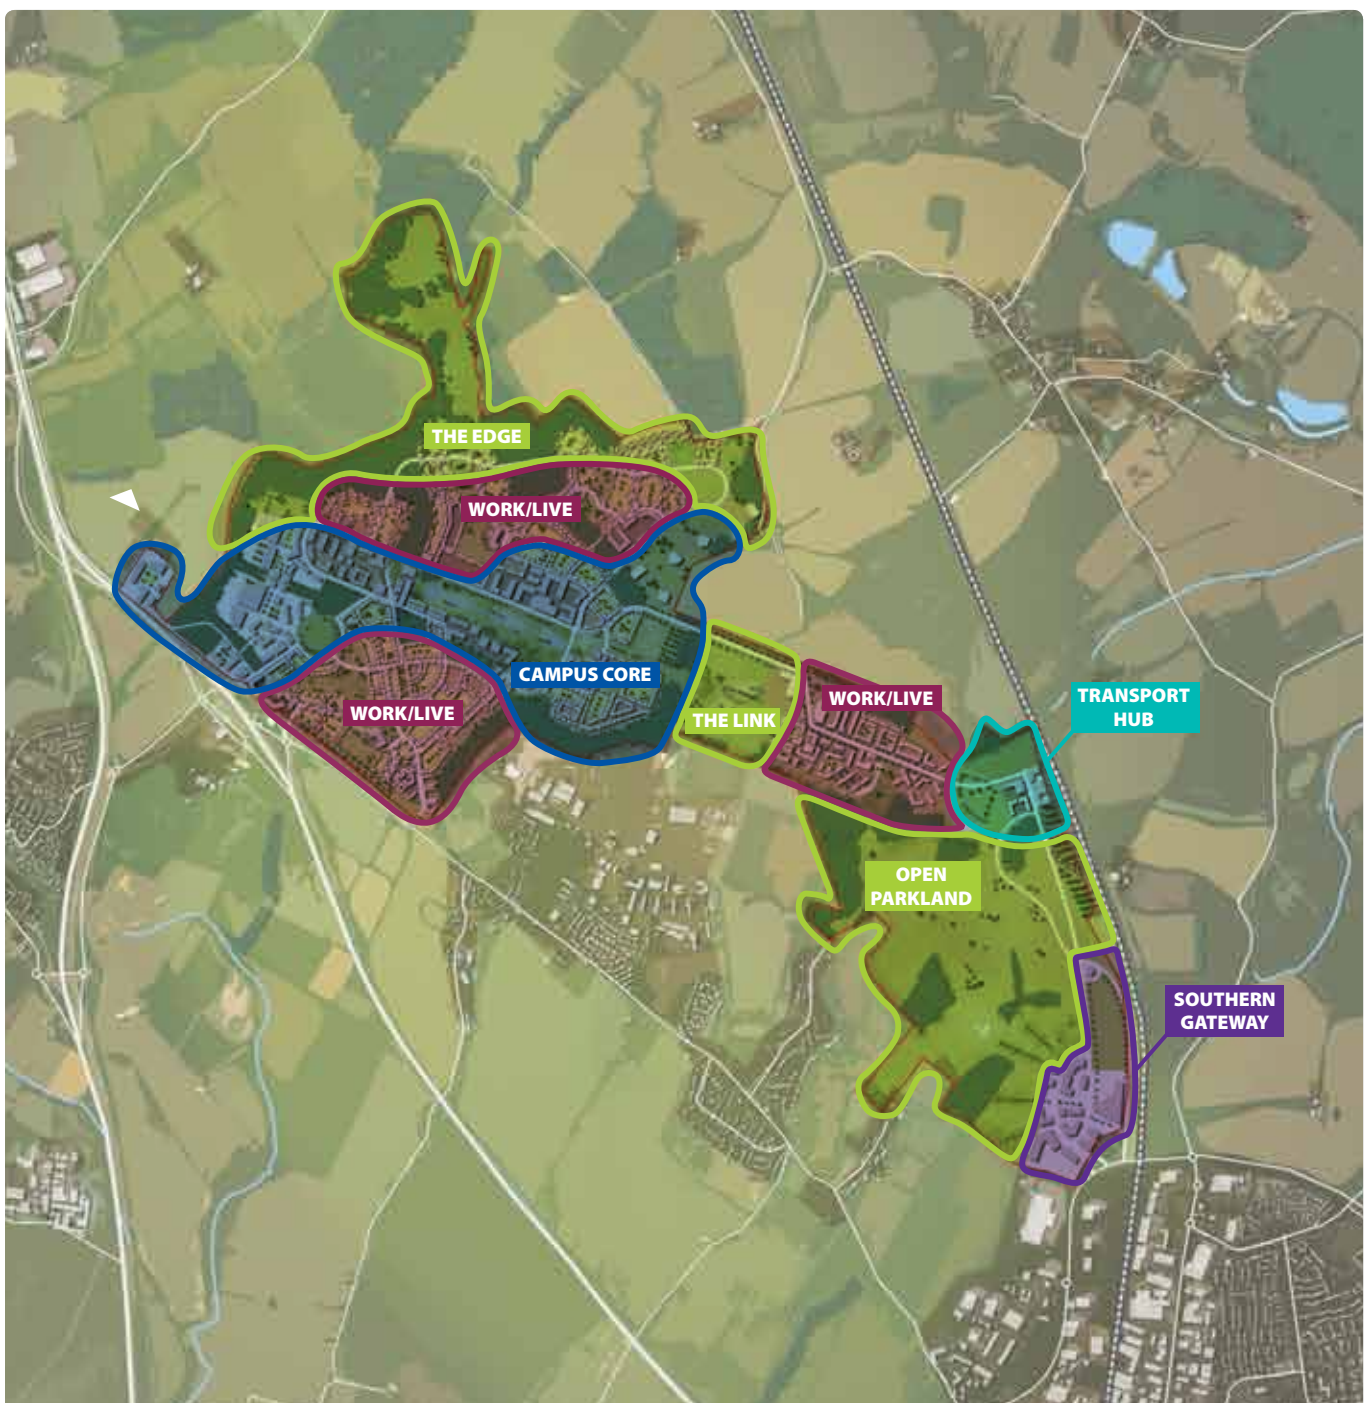 THE EDGE
WORK/LIVE
CAMPUS CORE
WORK/LIVE
THE LINK
WORK/LIVE
TRANSPORT
HUB
OPEN
PARKLAND
SOUTHERN
GATEWAY